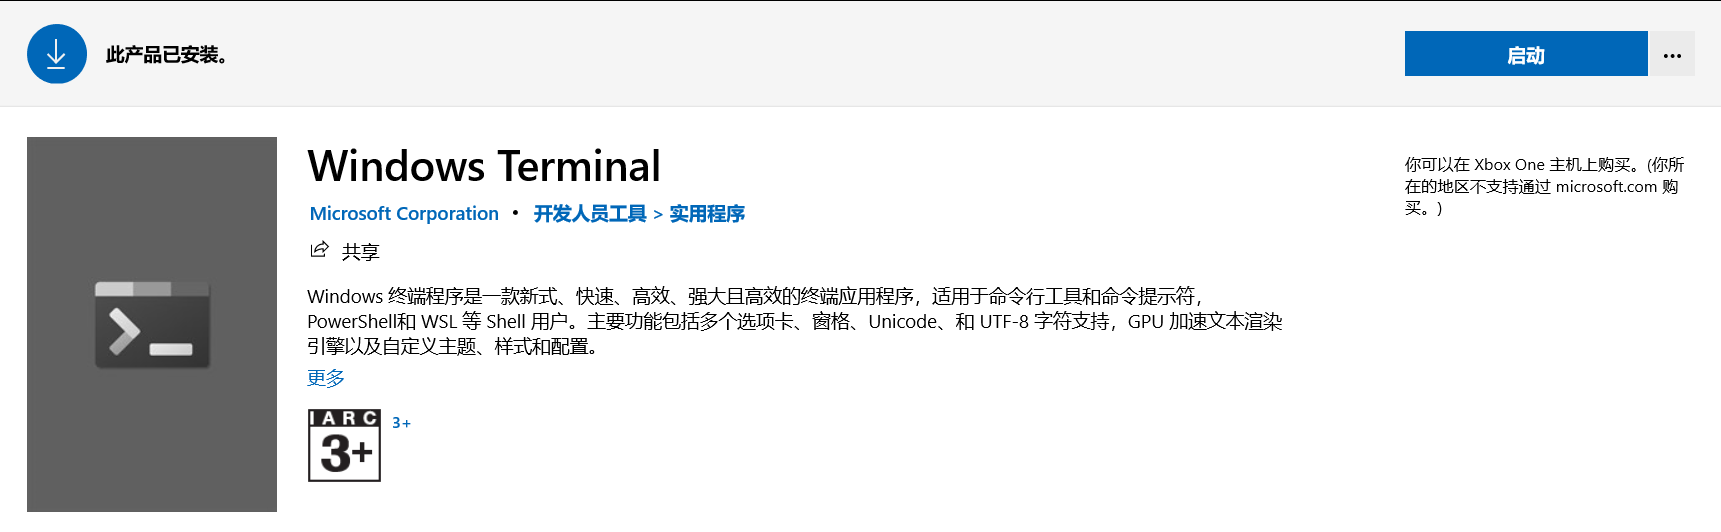 此产品已安装。
启动
...
Windows Terminal
Microsoft Corporation • 开发人员工具 > 实用程序
共享
Windows 终端程序是一款新式、快速、高效、强大且高效的终端应用程序，适用于命令行工具和命令提示符，
PowerShell和 WSL 等 Shell 用户。主要功能包括多个选项卡、窗格、Unicode、和 UTF-8 字符支持，GPU 加速文本渲染
引擎以及自定义主题、样式和配置。
更多
IARC
3+
3+
你可以在 Xbox One 主机上购买。(你所
在的地区不支持通过 microsoft.com 购
买。)